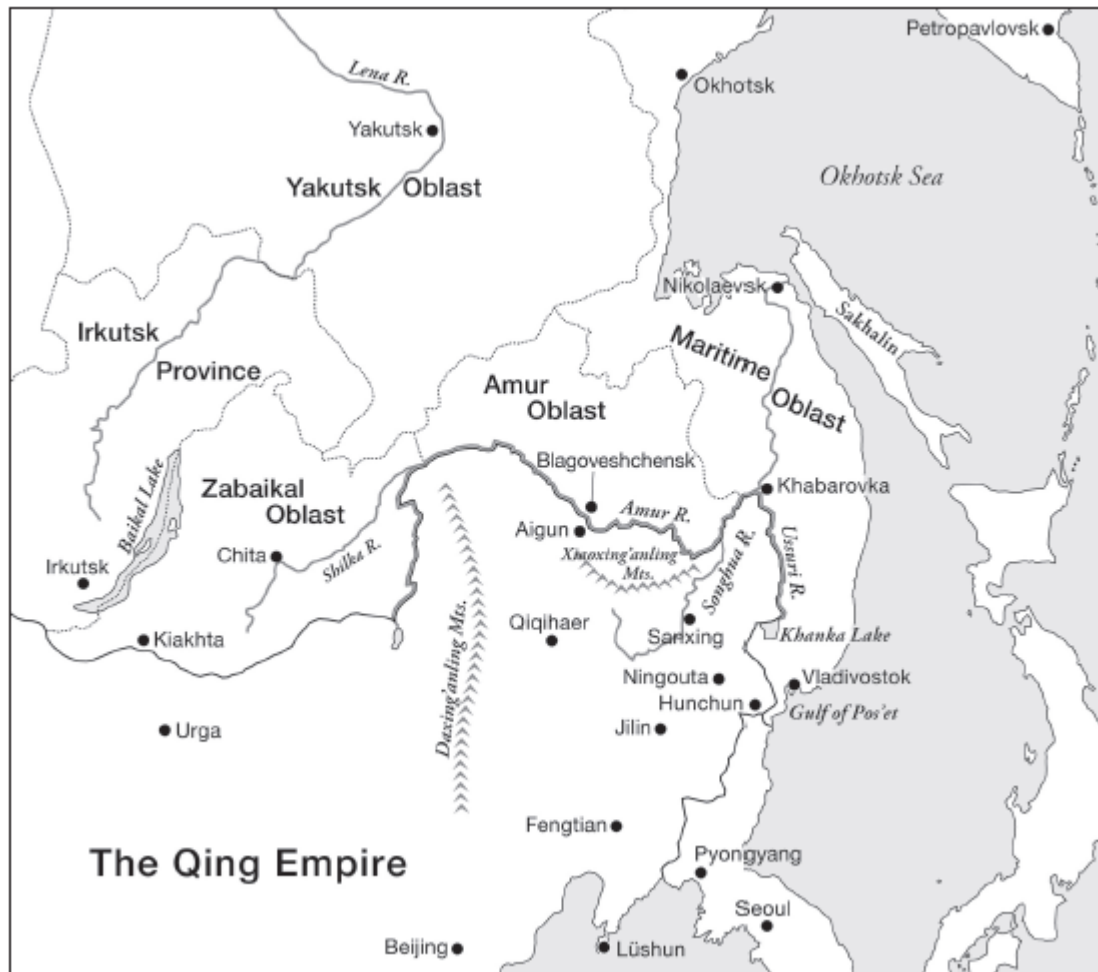 Petropavlovsk
Lena R.
Okhotsk
Yakutsk
Yakutsk Oblast
Okhotsk Sea
Nikolaevsk
Irkutsk
Province
Sakhalin
Maritime
Oblast
Amur
Oblast
Baikal Lake
Zabaikal
Oblast
Blagoveshchensk
Khabarovka
Amur R.
Aigun
Chita
Shilka R.
Xiaoxing'anling
Mts.
Songhua R.
Ussuri R.
Irkutsk
Kiakhta
Qiqihaer
Sanxing
Khanka Lake
Daxing'anling Mts.
Ningouta
Vladivostok
Hunchun
Gulf of Pos'et
Urga
Jilin
Fengtian
The Qing Empire
Pyongyang
Seoul
Beijing
Lüshun